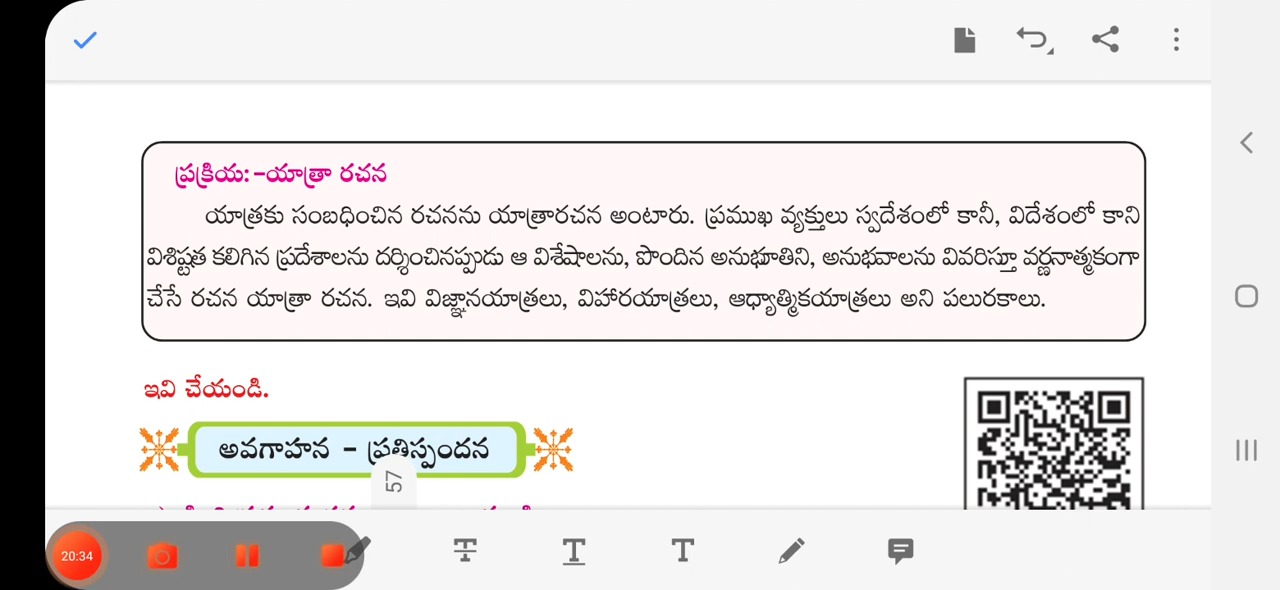 ప్రక్రియ:-యాత్రా రచన
యాత్రకు సంబధించిన రచనను యాత్రారచన అంటారు. ప్రముఖ వ్యక్తులు స్వదేశంలో కానీ, విదేశంలో కాని
విశిష్టత కలిగిన ప్రదేశాలను దర్శించినప్పుడు ఆ విశేషాలను, పొందిన అనుభూతిని, అనుభవాలను వివరిస్తూ వర్ణనాత్మకంగా
చేసే రచన యాత్రా రచన. ఇవి విజ్ఞానయాత్రలు, విహారయాత్రలు, ఆధ్యాత్మికయాత్రలు అని పలురకాలు.
ఇవి చేయండి.
అవగాహన - ప్రతిస్పందన
57
20:34